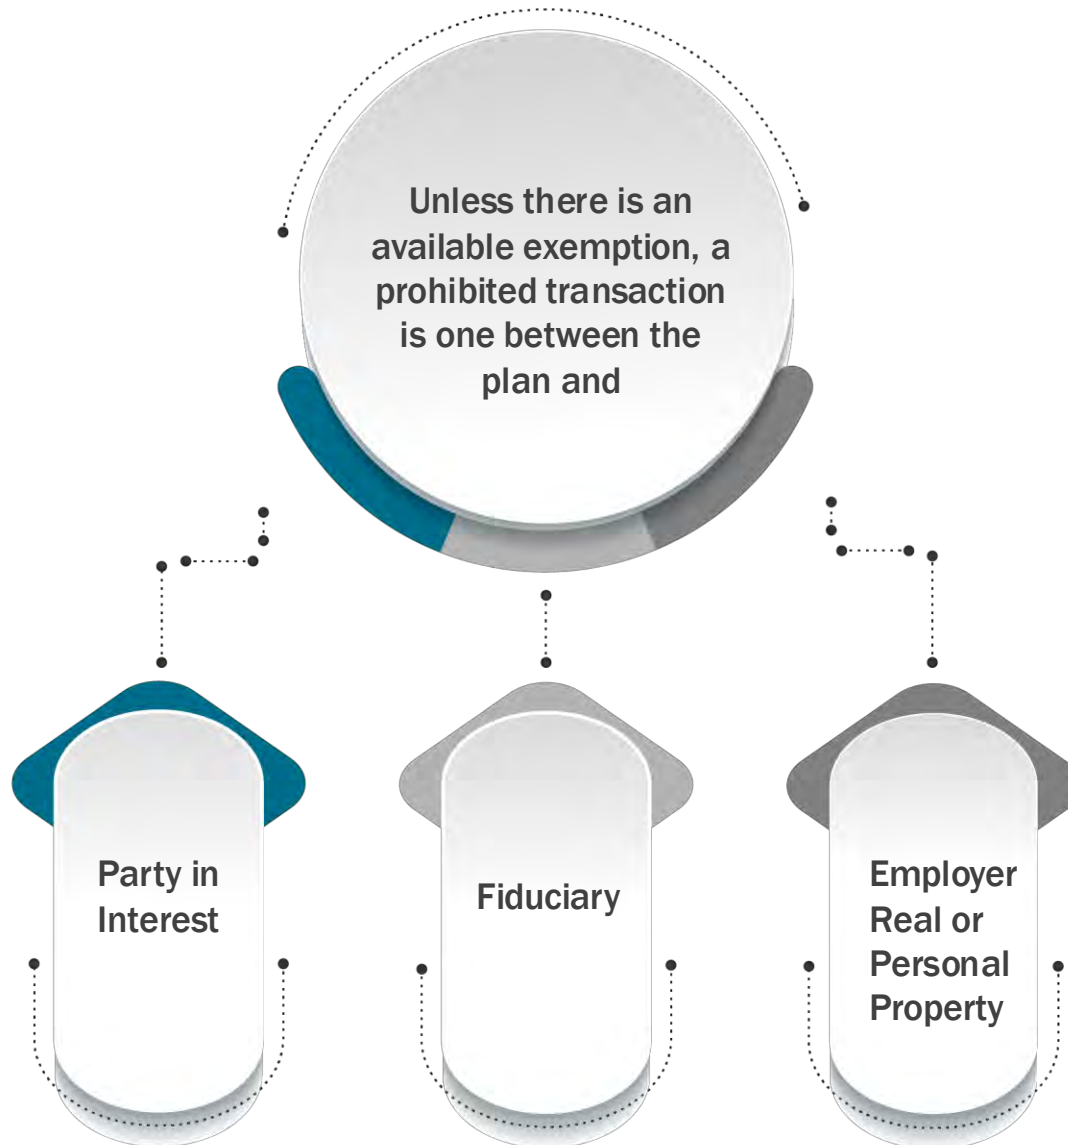 Unless there is an
available exemption, a
prohibited transaction
is one between the
plan and
Party in
Interest
Fiduciary
Employer
Real or
Personal
Property